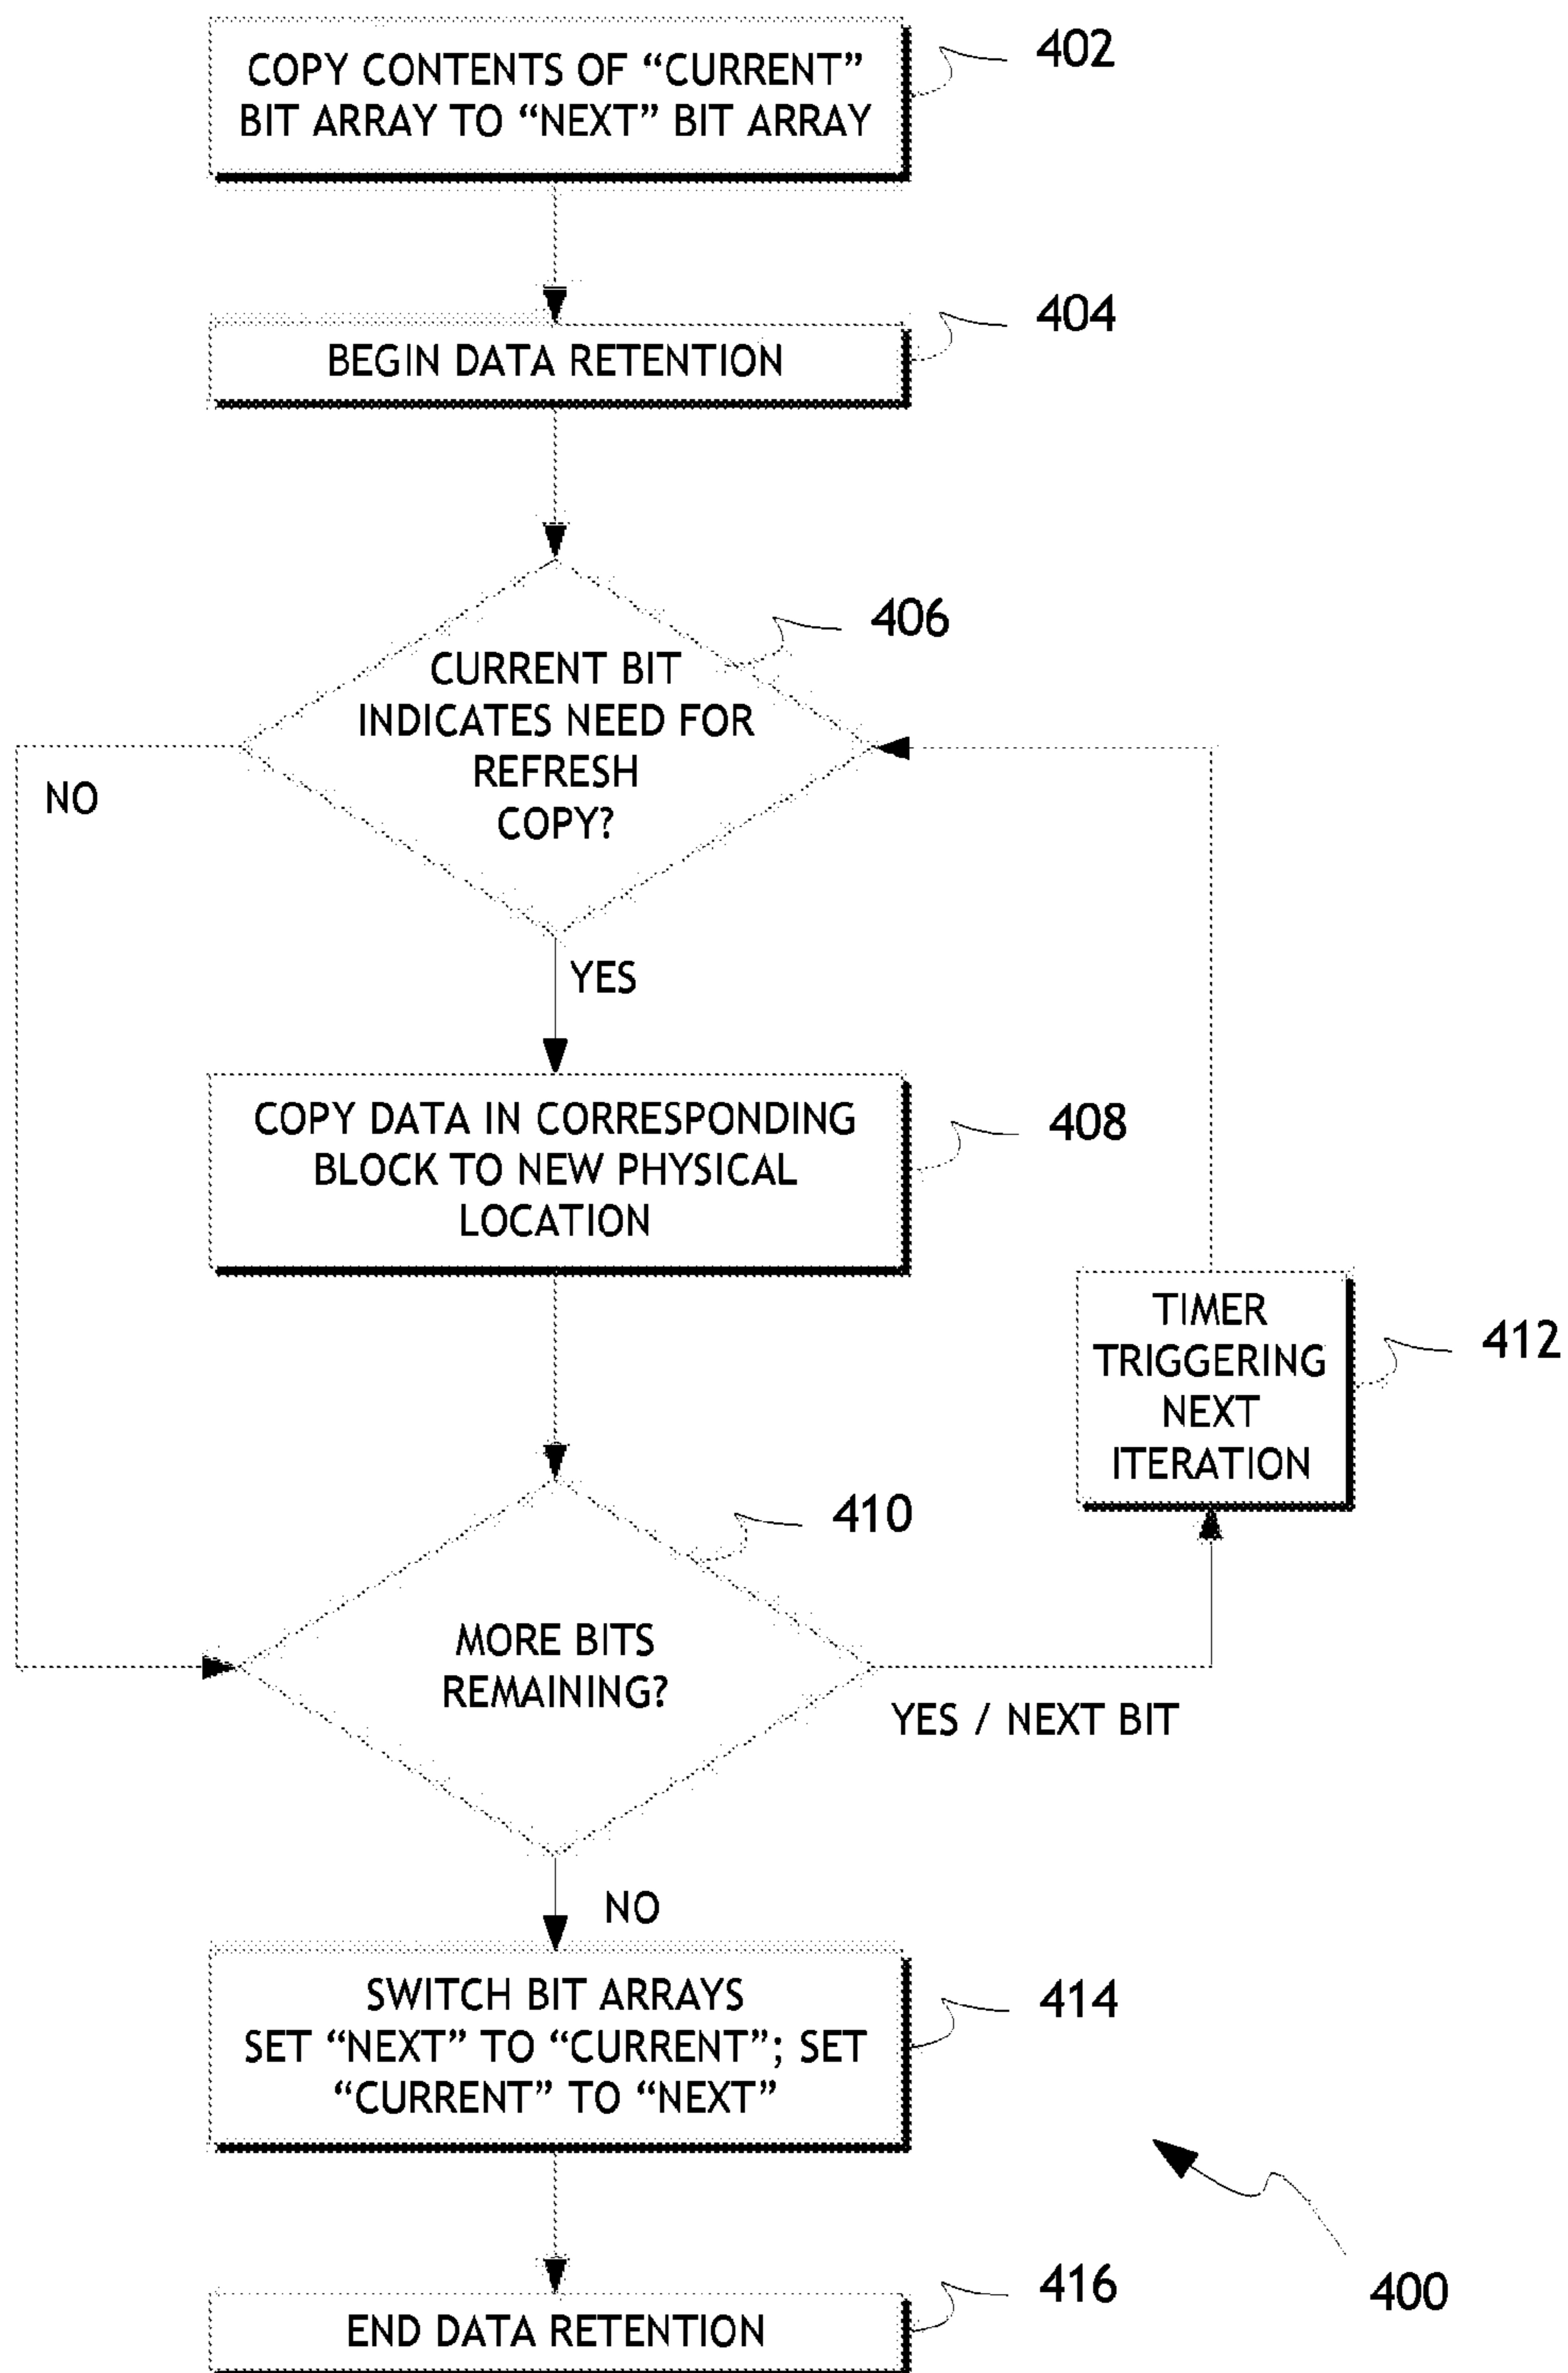 COPY CONTENTS OF “CURRENT”
BIT ARRAY TO “NEXT” BIT ARRAY
402
BEGIN DATA RETENTION
404
CURRENT BIT
INDICATES NEED FOR
REFRESH
COPY?
406
NO
YES
COPY DATA IN CORRESPONDING
BLOCK TO NEW PHYSICAL
LOCATION
408
TIMER
TRIGGERING
NEXT
ITERATION
412
410
MORE BITS
REMAINING?
YES / NEXT BIT
NO
SWITCH BIT ARRAYS
SET “NEXT” TO “CURRENT”; SET
“CURRENT” TO “NEXT”
414
END DATA RETENTION
416
400